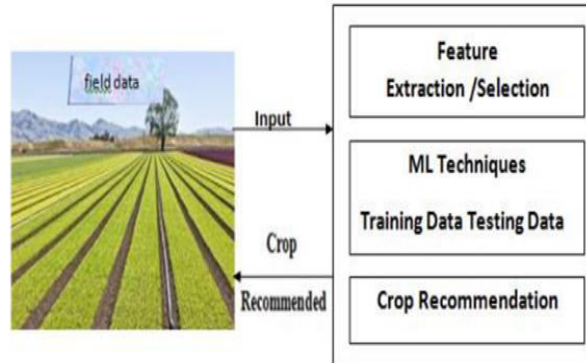 field data
Input
Crop
Recommended
Feature
Extraction /Selection
ML Techniques
Training Data Testing Data
Crop Recommendation